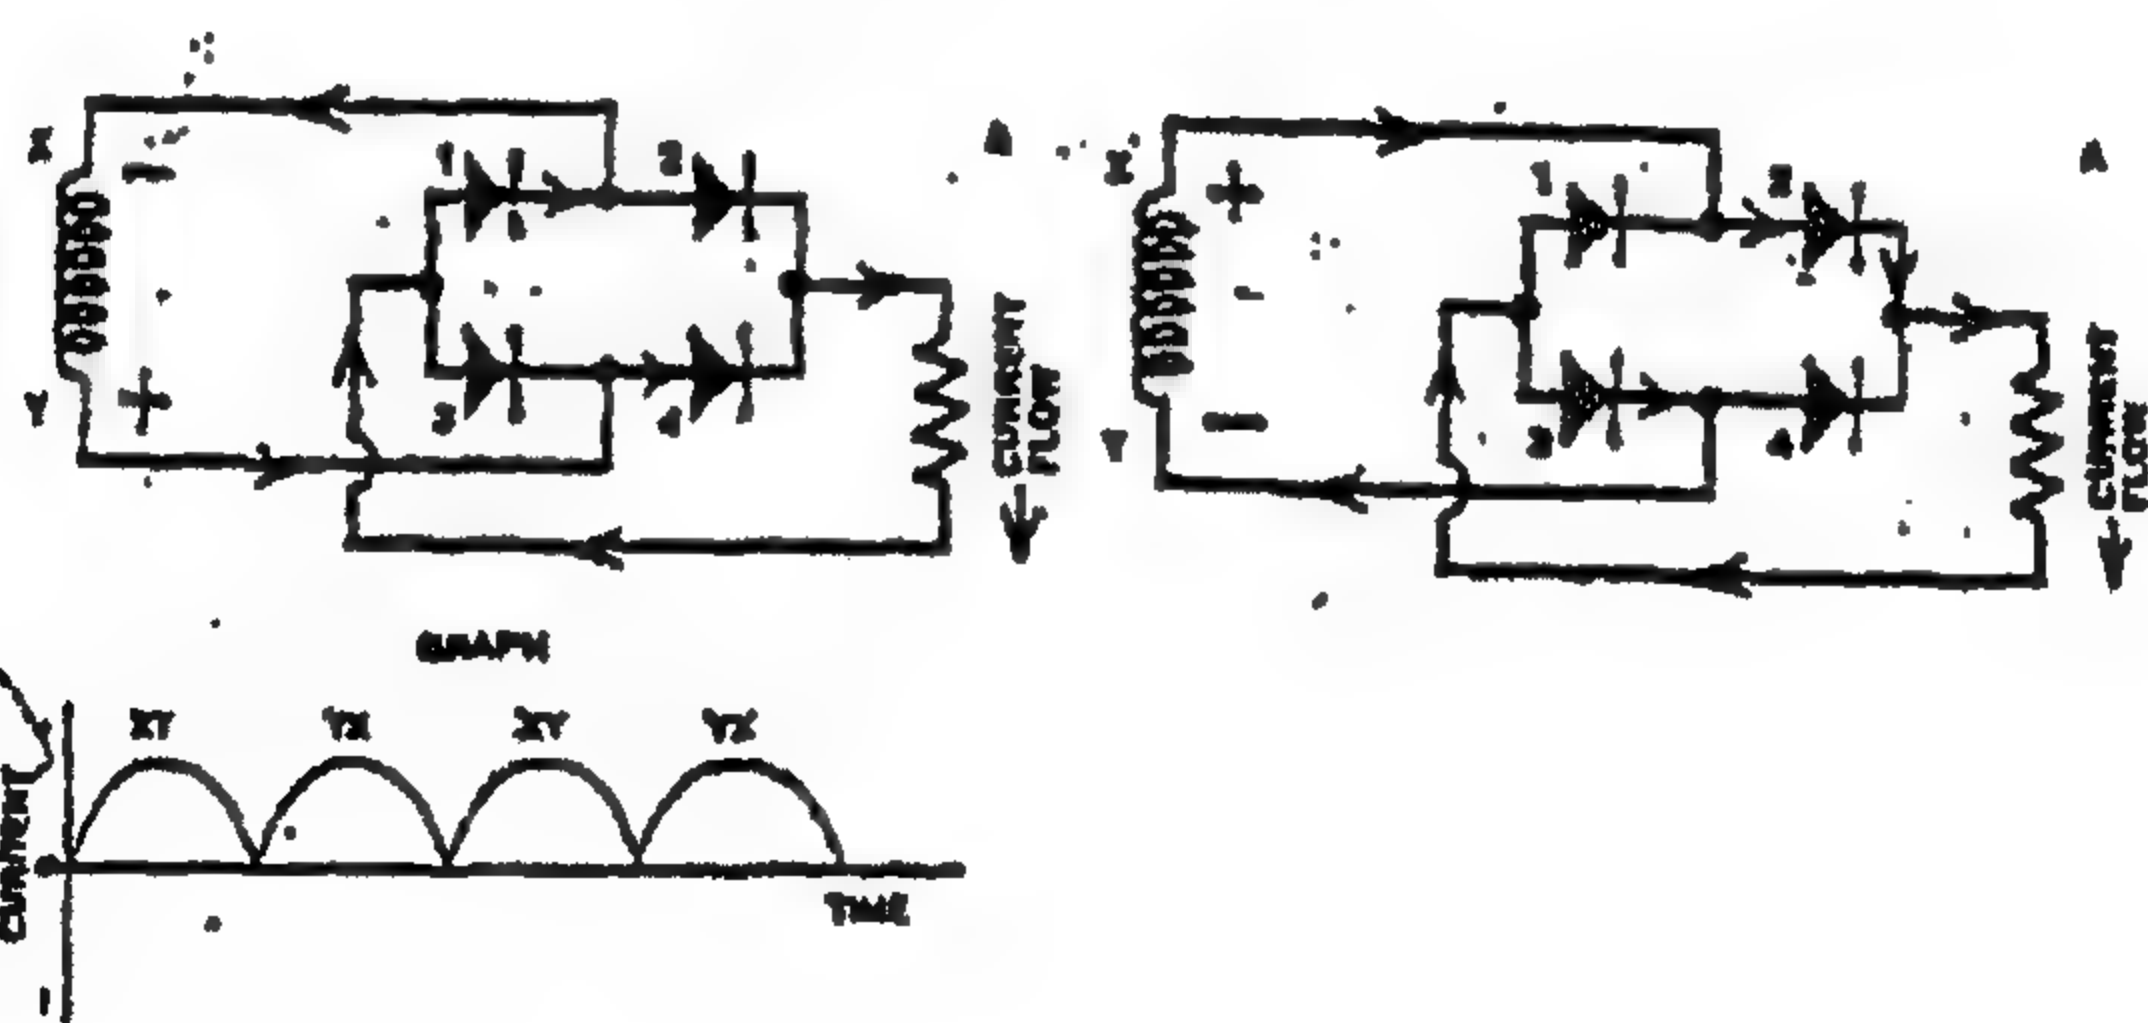 X
1
2
A
Y
3
4
CURRENT
FLOW
X
1
2
A
Y
3
4
CURRENT
FLOW
GRAPH
XY
YX
XY
YX
CURRENT
TIME